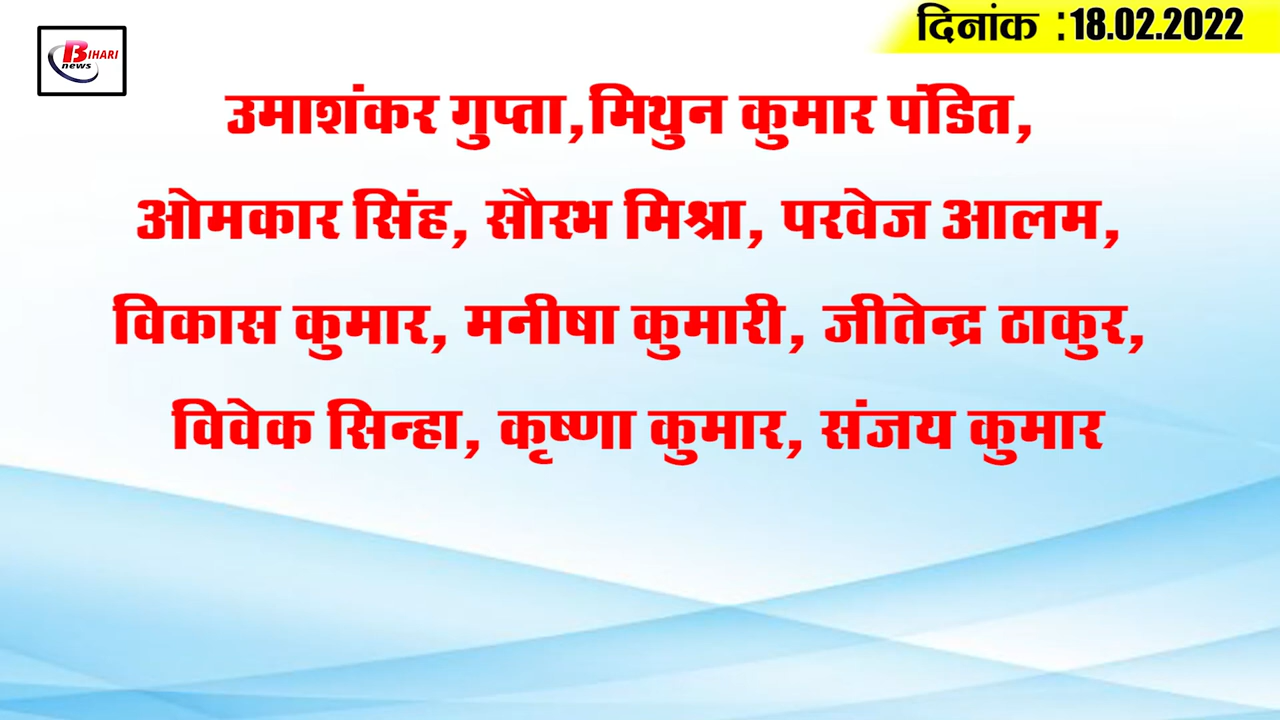 BIHARI
news
दिनांक :18.02.2022
उमाशंकर गुप्ता,मिथुन कुमार पंडित,
ओमकार सिंह, सौरभ मिश्रा, परवेज आलम,
विकास कुमार, मनीषा कुमारी, जीतेन्द्र ठाकुर,
विवेक सिन्हा, कृष्णा कुमार, संजय कुमार